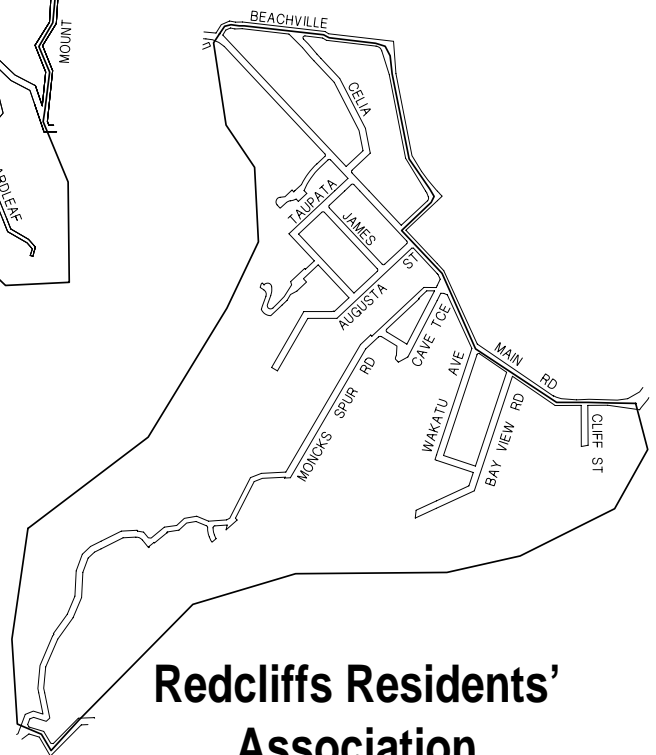 BEACHVILLE
MOUNT
CELIA
TAUPATA
JAMES
ST
AUGUSTA
CAVE TCE
MAIN RD
WAKATU AVE
MONCKS SPUR RD
BAY VIEW RD
CLIFF ST
Redcliffs Residents’
Association